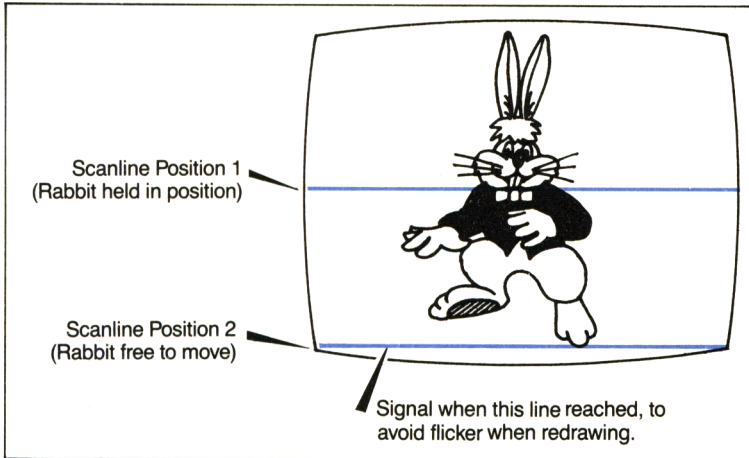 Scanline Position 1
(Rabbit held in position)
Scanline Position 2
(Rabbit free to move)
Signal when this line reached, to
avoid flicker when redrawing.